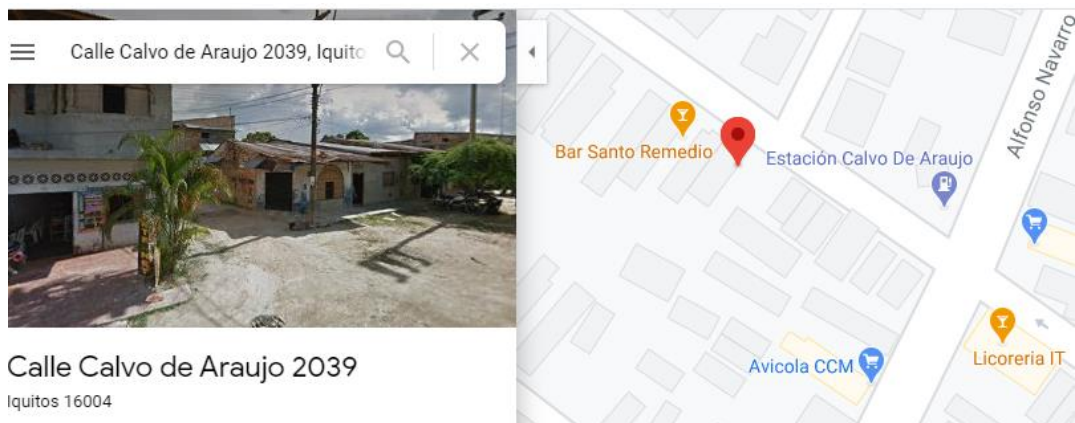 Calle Calvo de Araujo 2039, Iquito
Calle Calvo de Araujo 2039
Iquitos 16004
Alfonso Navarro
Bar Santo Remedio
Estación Calvo De Araujo
Avicola CCM
Licoreria IT